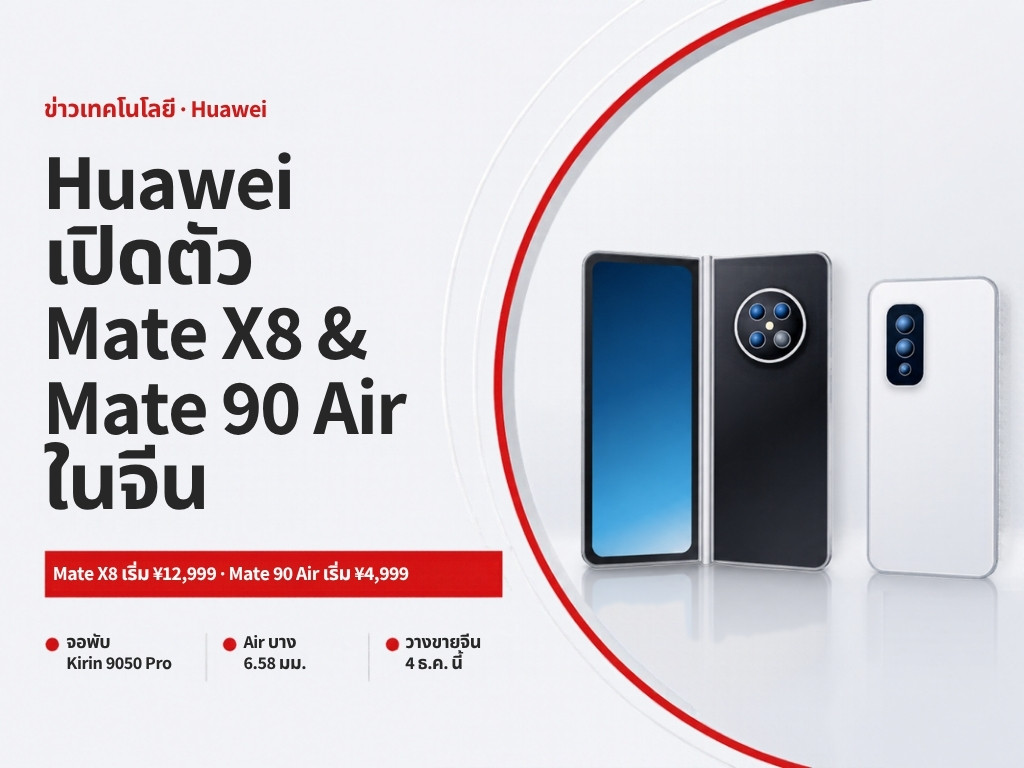 ข่าวเทคโนโลยี · Huawei
Huawei
เปิดตัว
Mate X8 &
Mate 90 Air
ในจีน
Mate X8 เริ่ม ¥12,999 · Mate 90 Air เริ่ม ¥4,999
จอพับ
Kirin 9050 Pro
Air บาง
6.58 มม.
วางขายจีน
4 ธ.ค. นี้